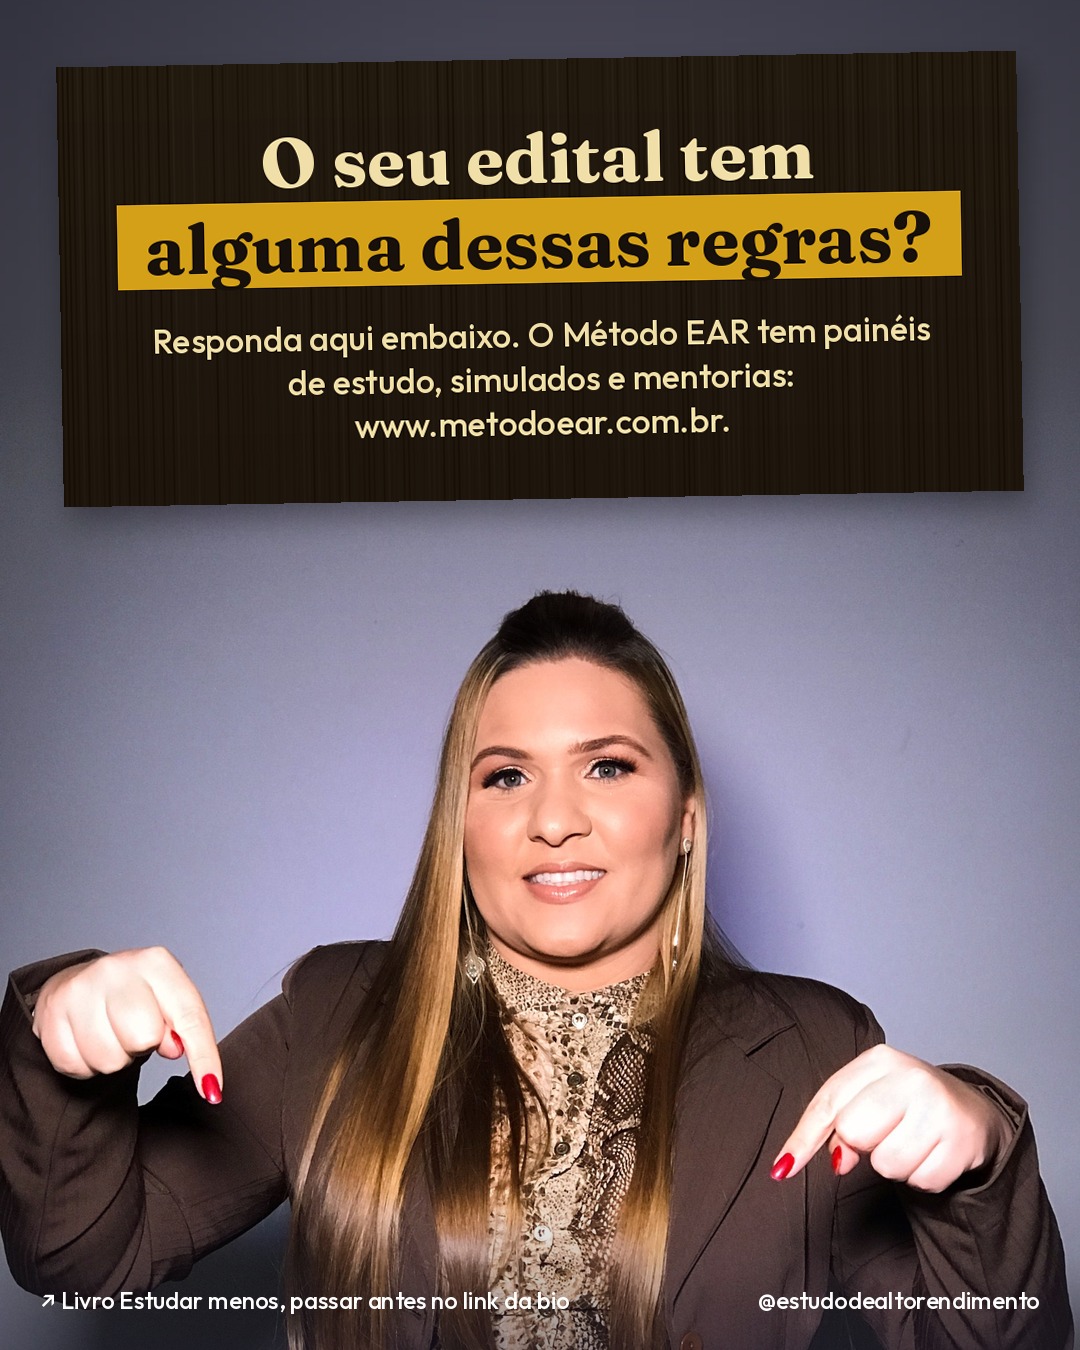 O seu edital tem
alguma dessas regras?
Responda aqui embaixo. O Método EAR tem painéis
de estudo, simulados e mentorias:
www.metodoear.com.br.
↗ Livro Estudar menos, passar antes no link da bio
@estudodealtorendimento